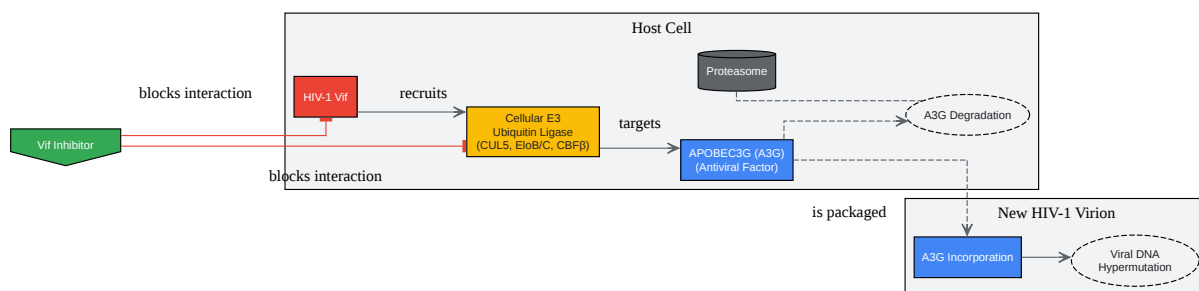 Host Cell
Proteasome
blocks interaction
HIV-1 Vif
recruits
A3G Degradation
Cellular E3
Ubiquitin Ligase
(CUL5, EloB/C, CBFβ)
targets
Vif Inhibitor
APOBEC3G (A3G)
(Antiviral Factor)
blocks interaction
is packaged
New HIV-1 Virion
A3G Incorporation
Viral DNA
Hypermutation